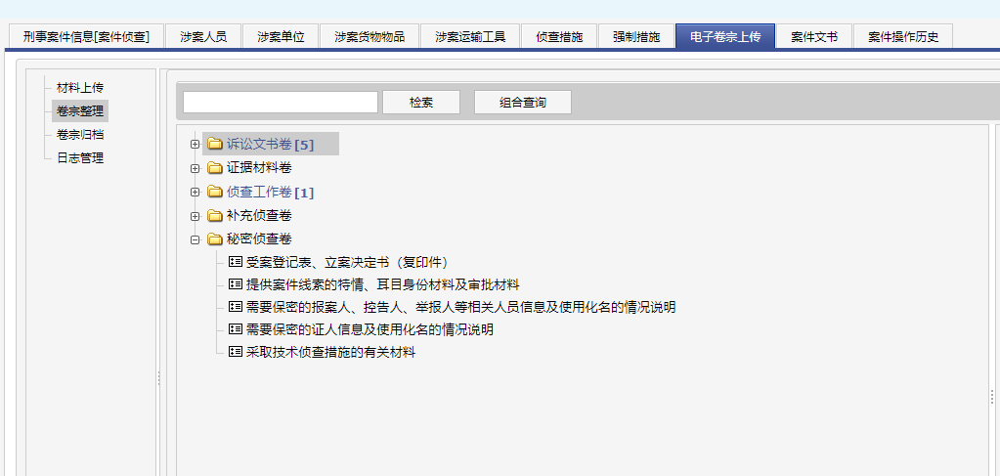 刑事案件信息[案件侦查] 涉案人员 涉案单位 涉案货物物品 涉案运输工具 侦查措施 强制措施 电子卷宗上传 案件文书 案件操作历史
材料上传
卷宗整理
卷宗归档
日志管理
检索 组合查询
诉讼文书卷[5]
证据材料卷
侦查工作卷[1]
补充侦查卷
秘密侦查卷
受案登记表、立案决定书（复印件）
提供案件线索的特情、耳目身份材料及审批材料
需要保密的报案人、控告人、举报人等相关人员信息及使用化名的情况说明
需要保密的证人信息及使用化名的情况说明
采取技术侦查措施的有关材料